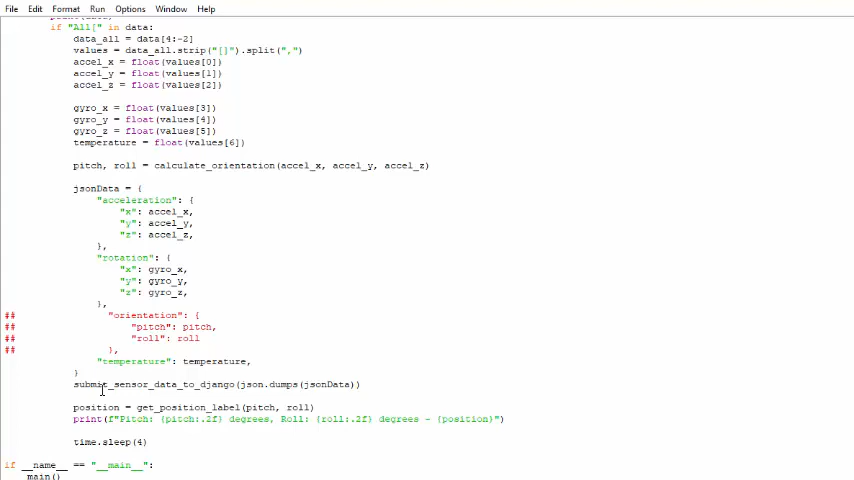 File Edit Format Run Options Window Help
if "All[" in data:
data_all = data[4:-2]
values = data_all.strip("[]").split(",")
accel_x = float(values[0])
accel_y = float(values[1])
accel_z = float(values[2])
gyro_x = float(values[3])
gyro_y = float(values[4])
gyro_z = float(values[5])
temperature = float(values[6])
pitch, roll = calculate_orientation(accel_x, accel_y, accel_z)
jsonData = {
"acceleration": {
"x": accel_x,
"y": accel_y,
"z": accel_z,
},
"rotation": {
"x": gyro_x,
"y": gyro_y,
"z": gyro_z,
},
## "orientation": {
## "pitch": pitch,
## "roll": roll
## },
"temperature": temperature,
}
submit_sensor_data_to_django(json.dumps(jsonData))
position = get_position_label(pitch, roll)
print(f"Pitch: {pitch:.2f} degrees, Roll: {roll:.2f} degrees - {position}")
time.sleep(4)
if __name__ == "__main__":
main()